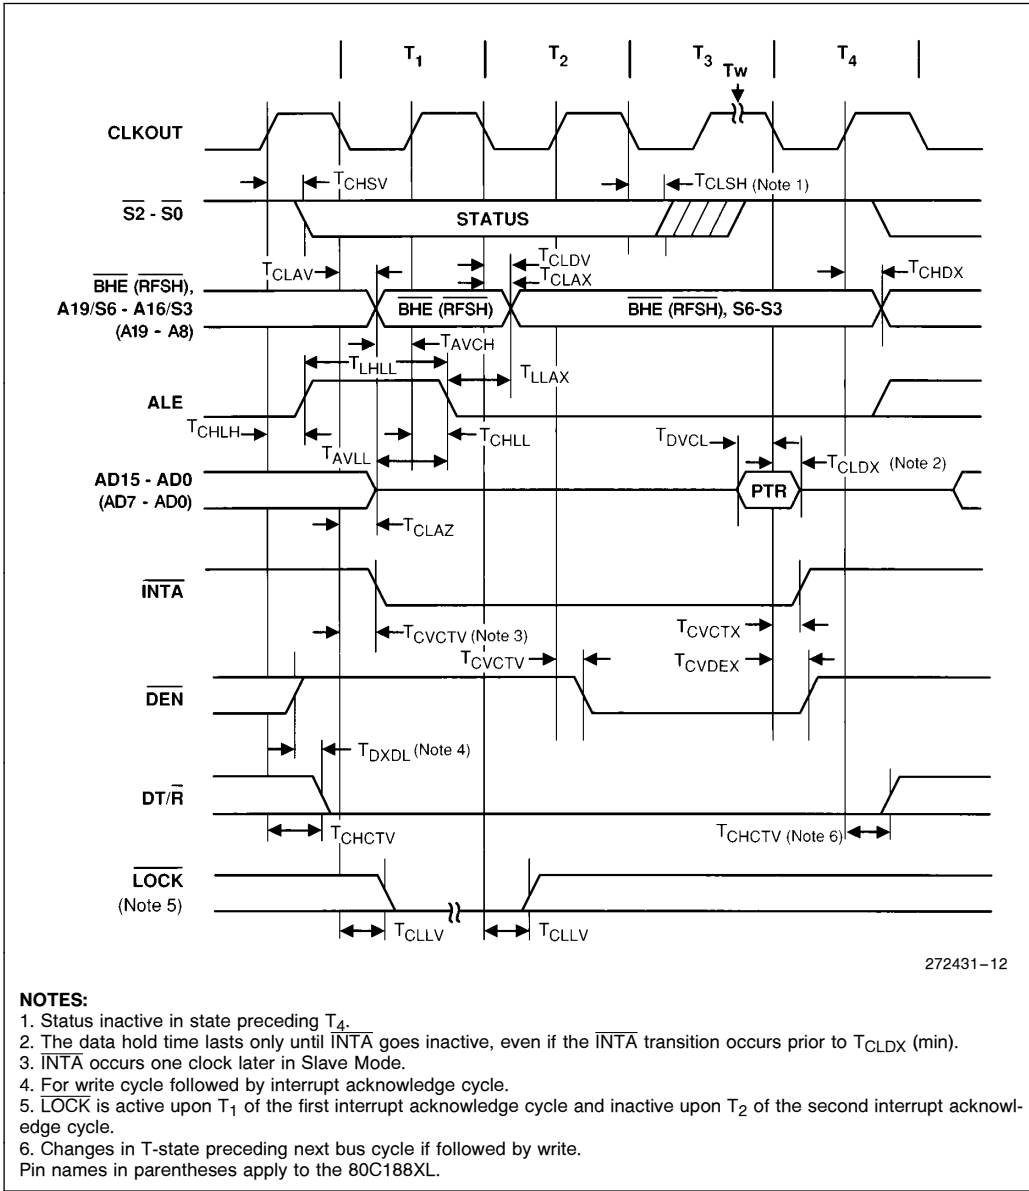 T1 T2 T3 T4
Tw
CLKOUT
TCHSV
TCLSH (Note 1)
S2 - S0
STATUS
TCLDV
TCLAV
TCLAX
TCHDX
BHE (RFSH),
A19/S6 - A16/S3
(A19 - A8)
BHE (RFSH)
BHE (RFSH), S6-S3
TAVCH
TLHLL
TLLAX
ALE
TCHLH
TCHLL
TDVCL
TAVLL
TCLDX (Note 2)
AD15 - AD0
(AD7 - AD0)
PTR
TCLAZ
INTA
TCVCTV (Note 3)
TCVCTX
TCVCTV
TCVDEX
DEN
TDXDL (Note 4)
DT/R
TCHCTV
TCHCTV (Note 6)
LOCK
(Note 5)
TCLLV
TCLLV
272431–12
NOTES:
1. Status inactive in state preceding T4.
2. The data hold time lasts only until INTA goes inactive, even if the INTA transition occurs prior to TCLDX (min).
3. INTA occurs one clock later in Slave Mode.
4. For write cycle followed by interrupt acknowledge cycle.
5. LOCK is active upon T1 of the first interrupt acknowledge cycle and inactive upon T2 of the second interrupt acknowl-
edge cycle.
6. Changes in T-state preceding next bus cycle if followed by write.
Pin names in parentheses apply to the 80C188XL.